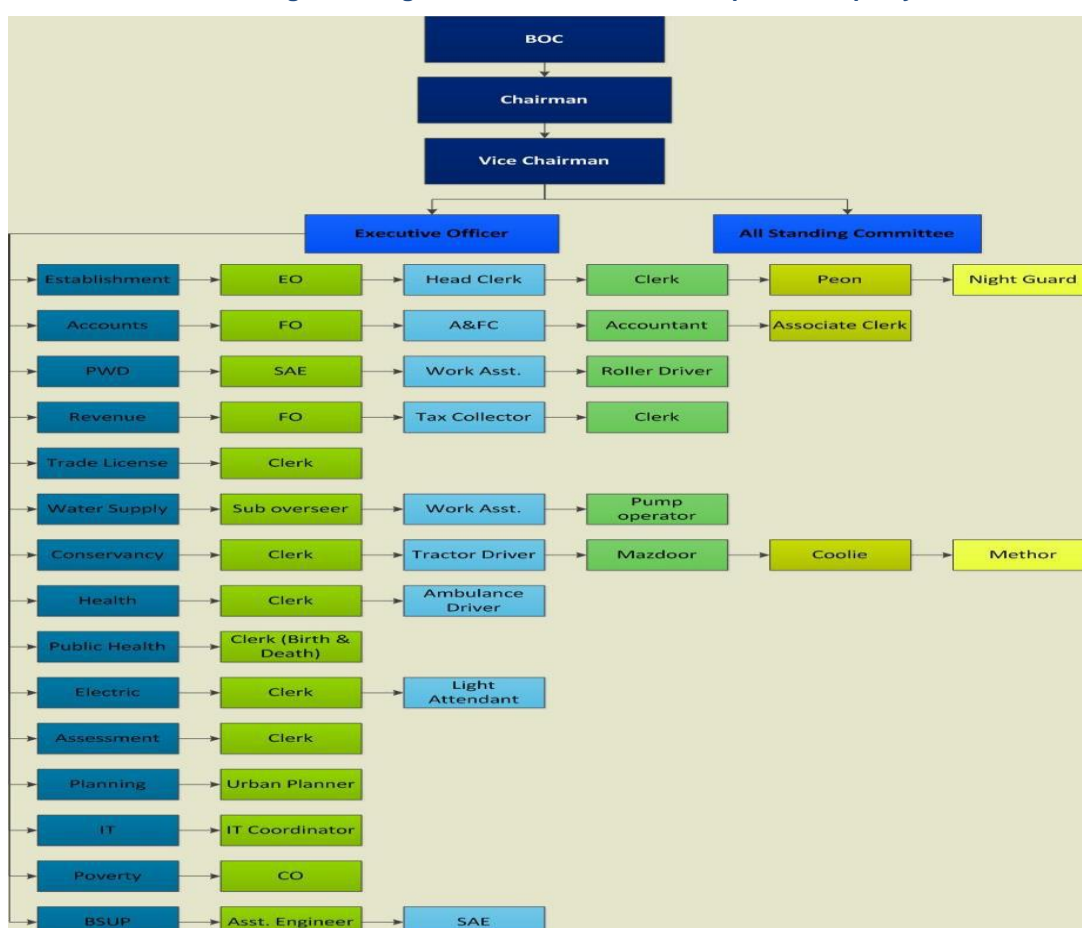 BOC
Chairman
Vice Chairman
Executive Officer
All Standing Committee
Establishment
EO
Head Clerk
Clerk
Peon
Night Guard
Accounts
FO
A&FC
Accountant
Associate Clerk
PWD
SAE
Work Asst.
Roller Driver
Revenue
FO
Tax Collector
Clerk
Trade License
Clerk
Water Supply
Sub overseer
Work Asst.
Pump
operator
Conservancy
Clerk
Tractor Driver
Mazdoor
Coolie
Methor
Health
Clerk
Ambulance
Driver
Public Health
Clerk (Birth &
Death)
Electric
Clerk
Light
Attendant
Assessment
Clerk
Planning
Urban Planner
IT
IT Coordinator
Poverty
CO
BSUP
Asst. Engineer
SAE